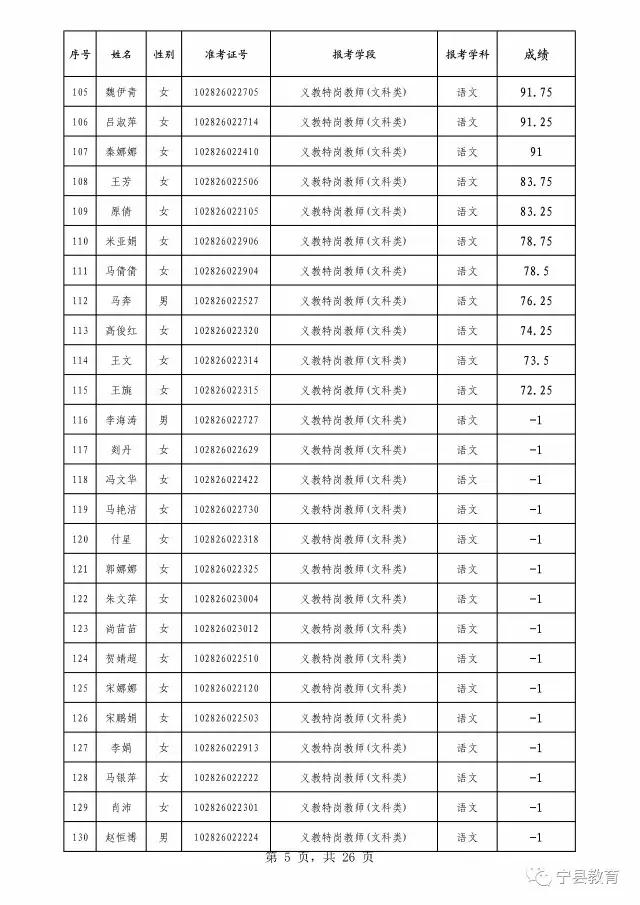 序号 姓名 性别 准考证号 报考学段 报考学科 成绩
105 魏伊青 女 102826022705 义教特岗教师(文科类) 语文 91.75
106 吕淑萍 女 102826022714 义教特岗教师(文科类) 语文 91.25
107 秦娜娜 女 102826022410 义教特岗教师(文科类) 语文 91
108 王芳 女 102826022506 义教特岗教师(文科类) 语文 83.75
109 原倩 女 102826022105 义教特岗教师(文科类) 语文 83.25
110 米亚娟 女 102826022906 义教特岗教师(文科类) 语文 78.75
111 马倩倩 女 102826022904 义教特岗教师(文科类) 语文 78.5
112 马奔 男 102826022527 义教特岗教师(文科类) 语文 76.25
113 高俊红 女 102826022320 义教特岗教师(文科类) 语文 74.25
114 王文 女 102826022314 义教特岗教师(文科类) 语文 73.5
115 王旎 女 102826022315 义教特岗教师(文科类) 语文 72.25
116 李海涛 男 102826022727 义教特岗教师(文科类) 语文 -1
117 剡丹 女 102826022629 义教特岗教师(文科类) 语文 -1
118 冯文华 女 102826022422 义教特岗教师(文科类) 语文 -1
119 马艳洁 女 102826022730 义教特岗教师(文科类) 语文 -1
120 付星 女 102826022318 义教特岗教师(文科类) 语文 -1
121 郭娜娜 女 102826022325 义教特岗教师(文科类) 语文 -1
122 朱文萍 女 102826023004 义教特岗教师(文科类) 语文 -1
123 尚苗苗 女 102826023012 义教特岗教师(文科类) 语文 -1
124 贺婧超 女 102826022510 义教特岗教师(文科类) 语文 -1
125 宋娜娜 女 102826022120 义教特岗教师(文科类) 语文 -1
126 宋鹏娟 女 102826022503 义教特岗教师(文科类) 语文 -1
127 李娟 女 102826022913 义教特岗教师(文科类) 语文 -1
128 马银萍 女 102826022222 义教特岗教师(文科类) 语文 -1
129 肖沛 女 102826022301 义教特岗教师(文科类) 语文 -1
130 赵恒博 男 102826022224 义教特岗教师(文科类) 语文 -1
第 5 页，共 26 页
宁县教育